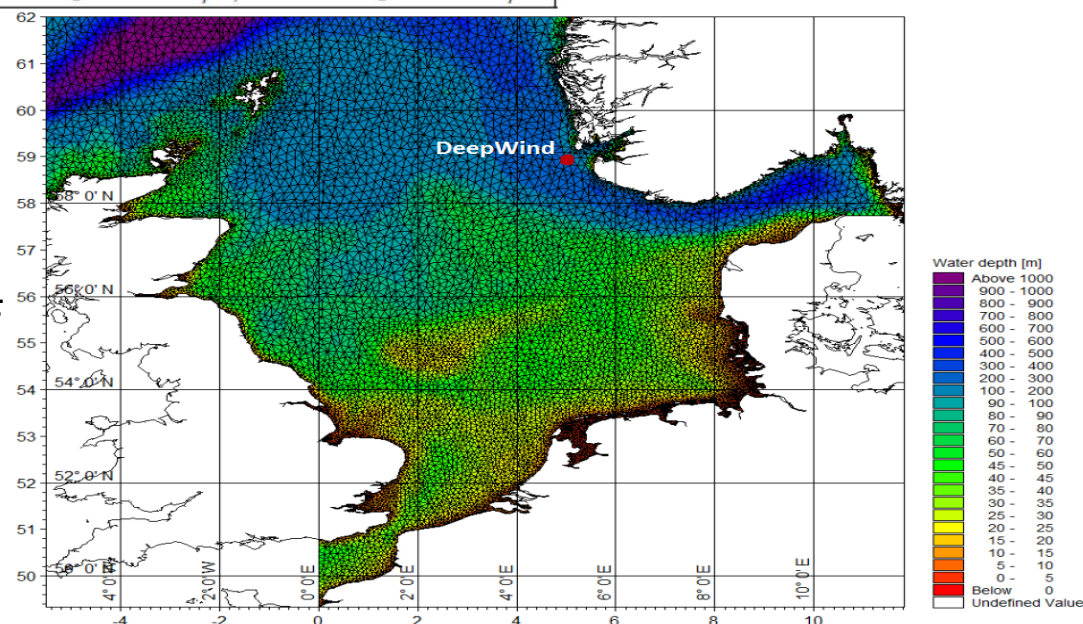 62
61
60
59
58
57
56
55
54
53
52
51
50
58° 0' N
56° 0' N
54° 0' N
52° 0' N
50° 0' N
DeepWind
4° 0' W
2° 0' W
0° 0' E
2° 0' E
4° 0' E
6° 0' E
8° 0' E
10° 0' E
-4
-2
0
2
4
6
8
10
Water depth [m]
Above 1000
900 - 1000
800 - 900
700 - 800
600 - 700
500 - 600
400 - 500
300 - 400
200 - 300
100 - 200
90 - 100
80 - 90
70 - 80
60 - 70
50 - 60
45 - 50
40 - 45
35 - 40
30 - 35
25 - 30
20 - 25
15 - 20
10 - 15
5 - 10
0 - 5
Below 0
Undefined Value